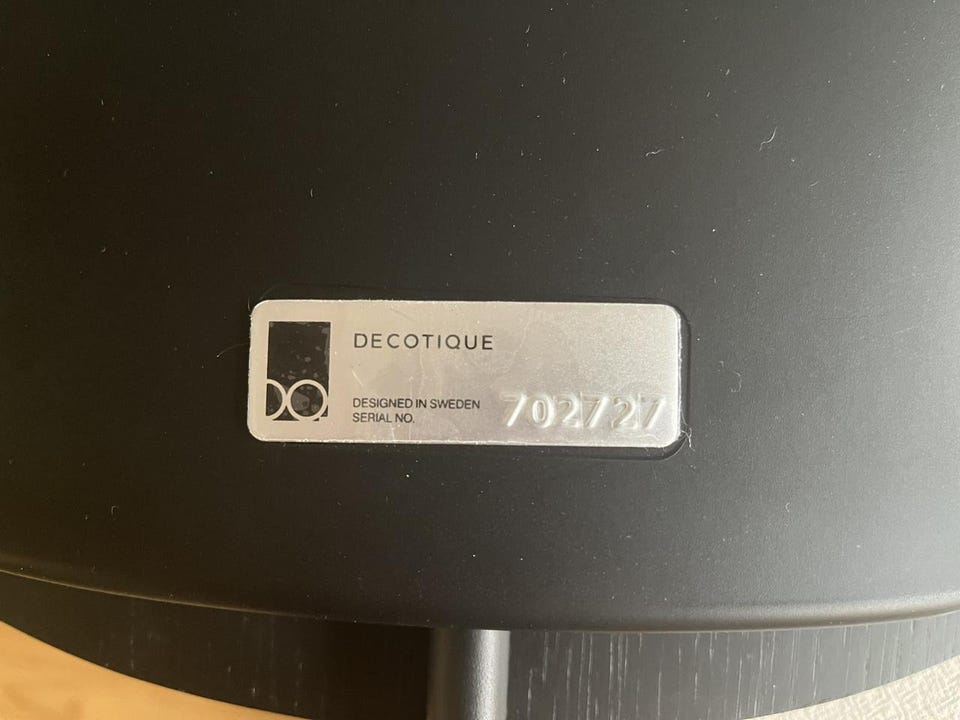 DECOTIQUE
DESIGNED IN SWEDEN
SERIAL NO. 702727